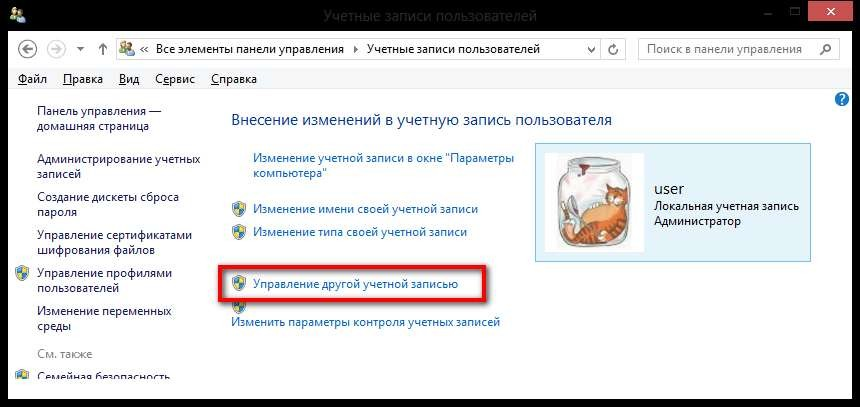 Учетные записи пользователей
Все элементы панели управления
Учетные записи пользователей
Поиск в панели управления
Файл Правка Вид Сервис Справка
Панель управления —
домашняя страница
Администрирование учетных
записей
Создание дискеты сброса
пароля
Управление сертификатами
шифрования файлов
Управление профилями
пользователей
Изменение переменных
среды
См. также
Семейная безопасность
Внесение изменений в учетную запись пользователя
Изменение учетной записи в окне "Параметры
компьютера"
Изменение имени своей учетной записи
Изменение типа своей учетной записи
Управление другой учетной записью
Изменить параметры контроля учетных записей
user
Локальная учетная запись
Администратор